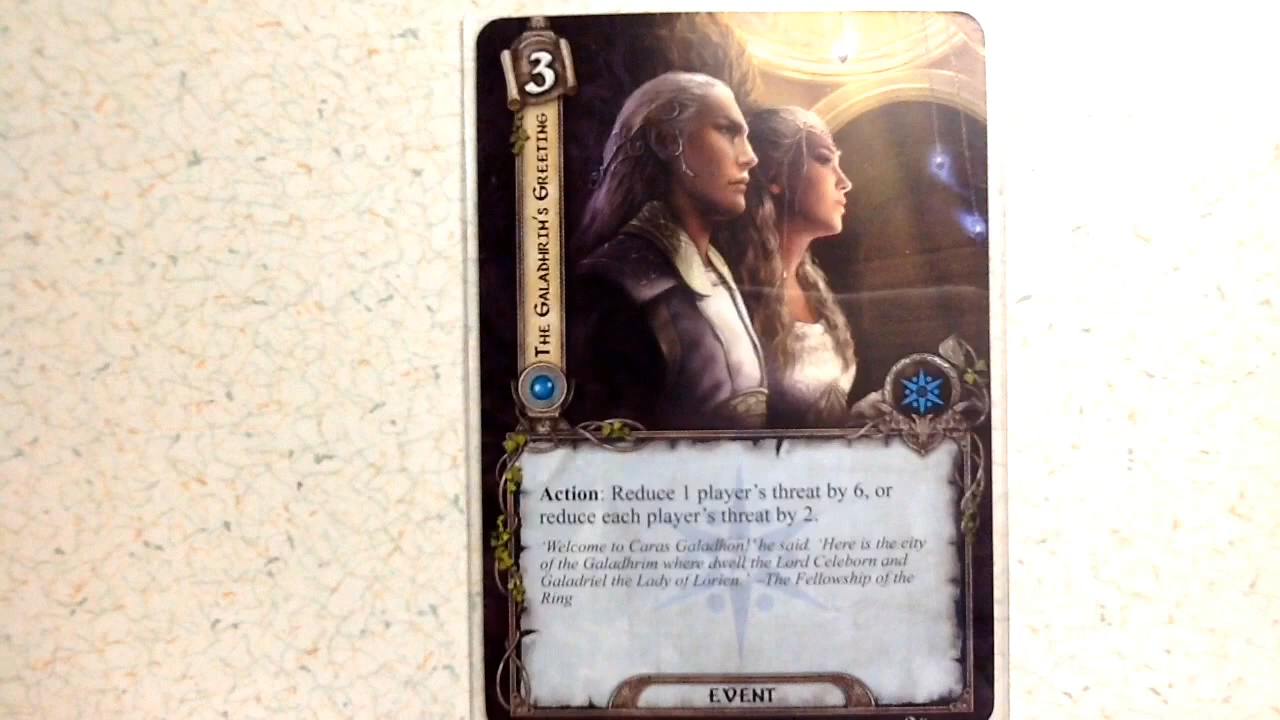 3
THE GALADHRIM'S GREETING
Action: Reduce 1 player's threat by 6, or
reduce each player's threat by 2.
'Welcome to Caras Galadhon!' he said. 'Here is the city
of the Galadhrim where dwell the Lord Celeborn and
Galadriel the Lady of Lorien.' –The Fellowship of the
Ring
EVENT